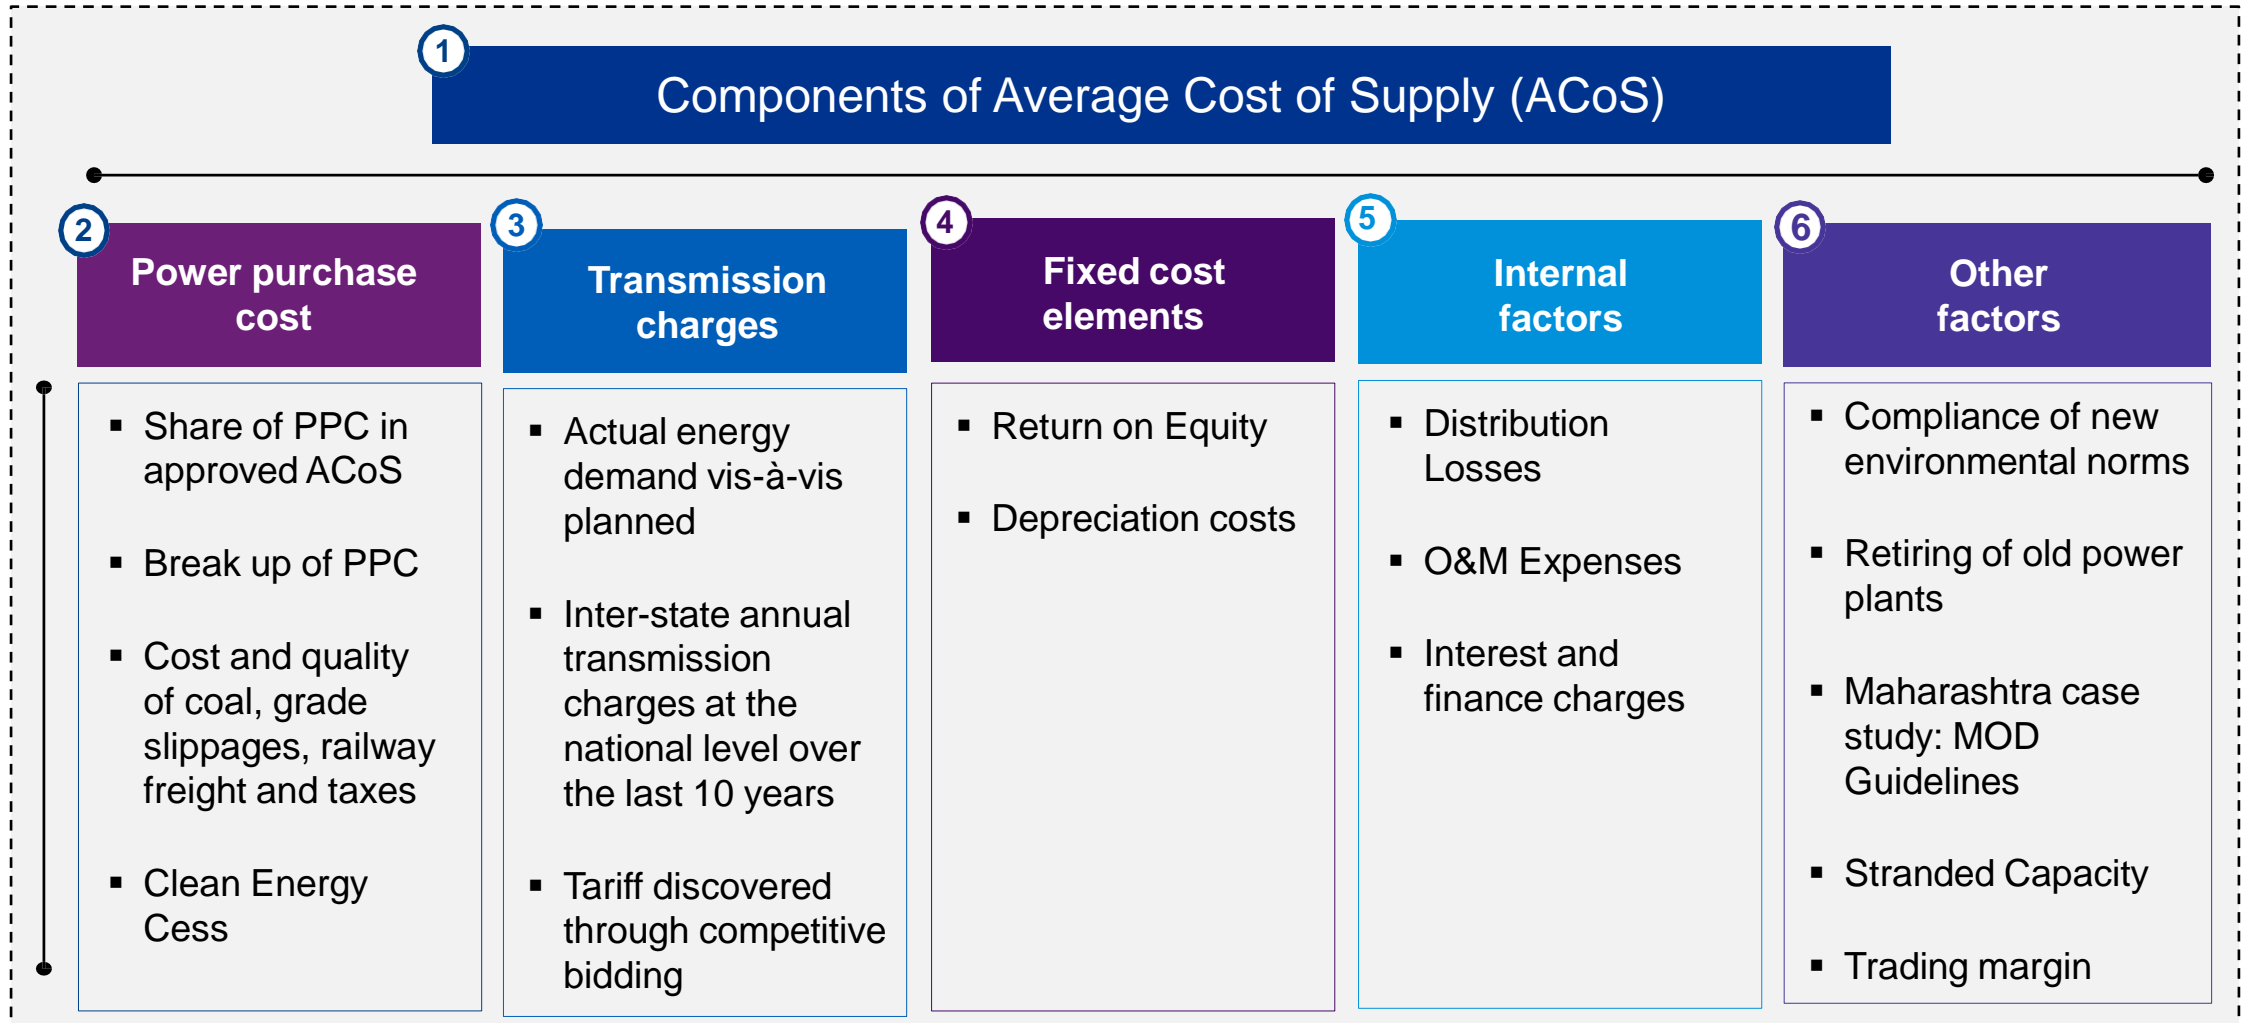 1
Components of Average Cost of Supply (ACoS)
2
Power purchase
cost
▪ Share of PPC in
approved ACoS
▪ Break up of PPC
▪ Cost and quality
of coal, grade
slippages, railway
freight and taxes
▪ Clean Energy
Cess
3
Transmission
charges
▪ Actual energy
demand vis-à-vis
planned
▪ Inter-state annual
transmission
charges at the
national level over
the last 10 years
▪ Tariff discovered
through competitive
bidding
4
Fixed cost
elements
▪ Return on Equity
▪ Depreciation costs
5
Internal
factors
▪ Distribution
Losses
▪ O&M Expenses
▪ Interest and
finance charges
6
Other
factors
▪ Compliance of new
environmental norms
▪ Retiring of old power
plants
▪ Maharashtra case
study: MOD
Guidelines
▪ Stranded Capacity
▪ Trading margin